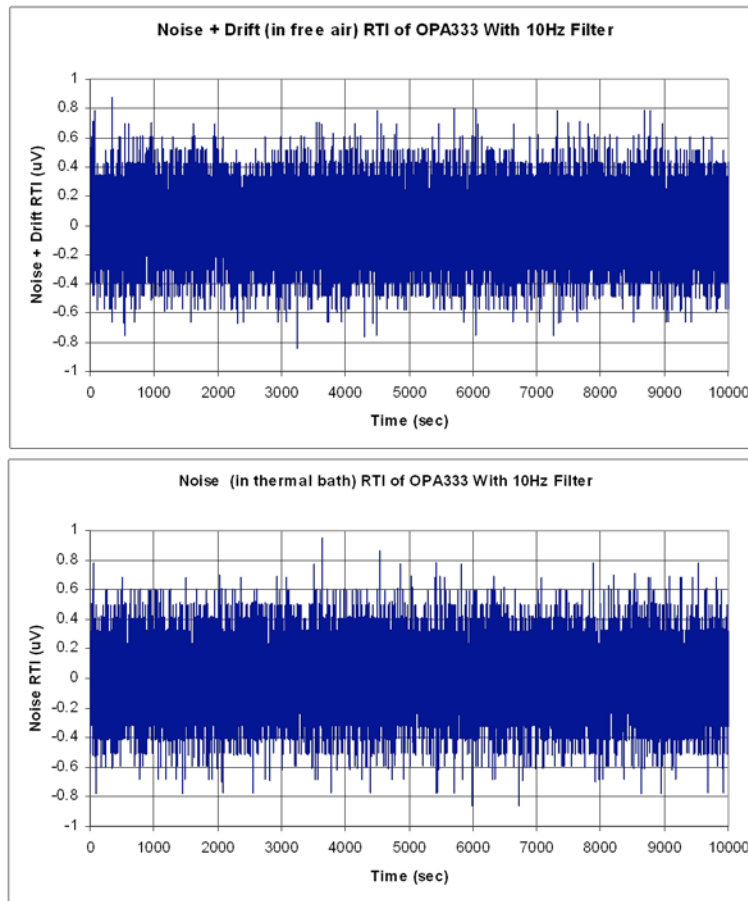 Noise + Drift (in free air) RTI of OPA333 With 10Hz Filter
Noise + Drift RTI (uV)
1
0.8
0.6
0.4
0.2
0
-0.2
-0.4
-0.6
-0.8
-1
0 1000 2000 3000 4000 5000 6000 7000 8000 9000 10000
Time (sec)
Noise (in thermal bath) RTI of OPA333 With 10Hz Filter
Noise RTI (uV)
1
0.8
0.6
0.4
0.2
0
-0.2
-0.4
-0.6
-0.8
-1
0 1000 2000 3000 4000 5000 6000 7000 8000 9000 10000
Time (sec)